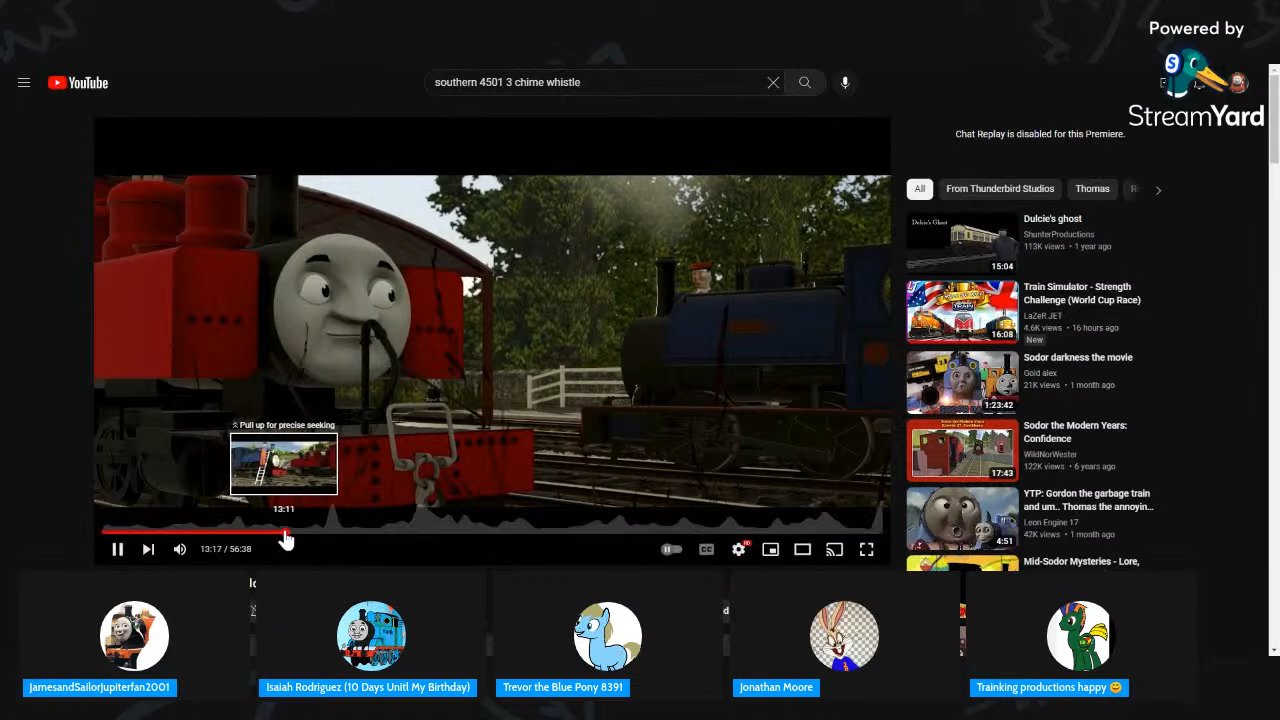 Powered by
StreamYard
YouTube
southern 4501 3 chime whistle
Chat Replay is disabled for this Premiere.
All
From Thunderbird Studios
Thomas
Dulcie's ghost
ShunterProductions
113K views • 1 year ago
Dulcie's Ghost
15:04
Train Simulator - Strength
Challenge (World Cup Race)
LaZeR JET
4.6K views • 16 hours ago
New
16:08
Sodor darkness the movie
Gold alex
21K views • 1 month ago
1:23:42
Sodor the Modern Years:
Confidence
WildNorWester
122K views • 6 years ago
17:43
YTP: Gordon the garbage train
and um.. Thomas the annoyin...
Leon Engine 17
42K views • 1 month ago
4:51
Mid-Sodor Mysteries - Lore,
Pull up for precise seeking
13:11
13:17 / 56:38
CC
HD
JamesandSailorJupiterfan2001
Isaiah Rodriguez (10 Days Unitl My Birthday)
Trevor the Blue Pony 8391
Jonathan Moore
Trainking productions happy 😊